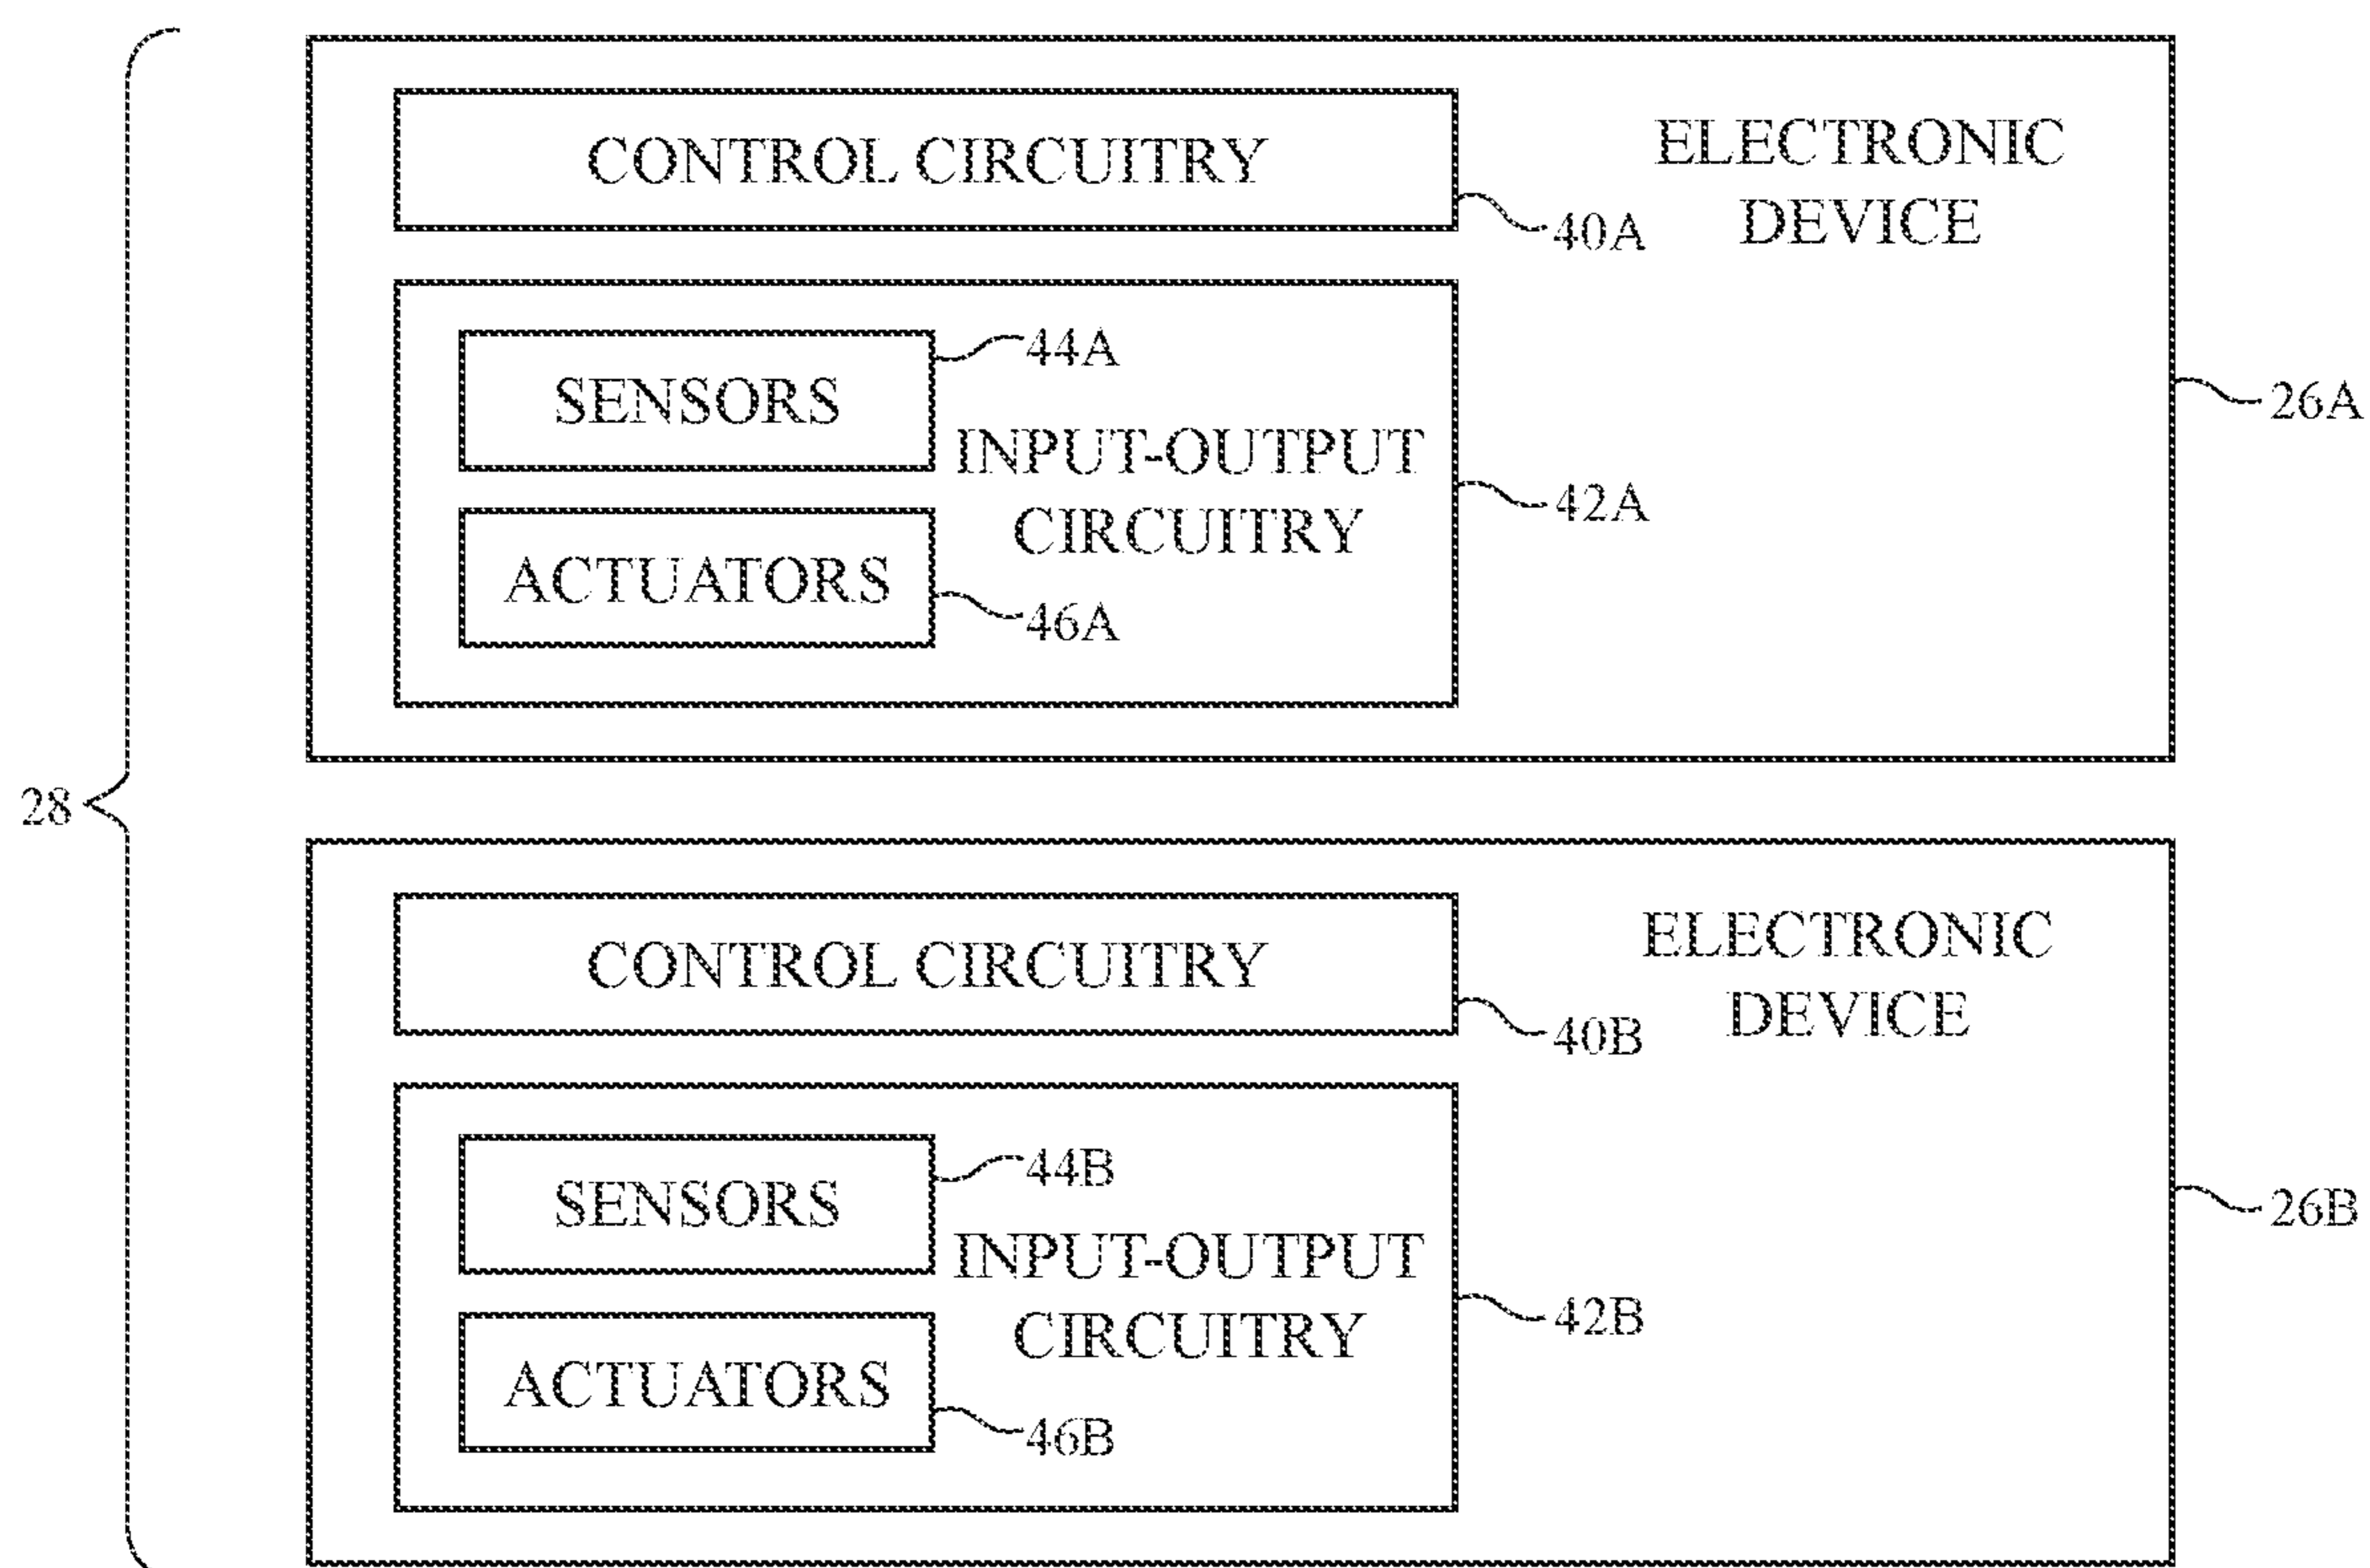 CONTROL CIRCUITRY
ELECTRONIC
DEVICE
40A
SENSORS
44A
INPUT-OUTPUT
CIRCUITRY
26A
42A
ACTUATORS
46A
28
CONTROL CIRCUITRY
ELECTRONIC
DEVICE
40B
SENSORS
44B
INPUT-OUTPUT
CIRCUITRY
26B
42B
ACTUATORS
46B